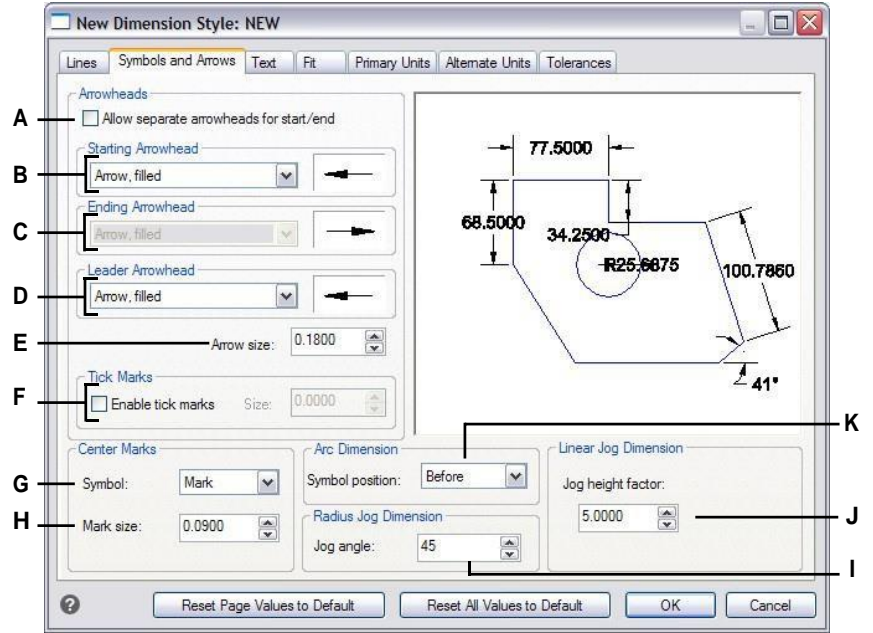 New Dimension Style: NEW
Lines Symbols and Arrows Text Fit Primary Units Alternate Units Tolerances
Arrowheads
A
Allow separate arrowheads for start/end
Starting Arrowhead
B
Arrow, filled
Ending Arrowhead
C
Arrow, filled
Leader Arrowhead
D
Arrow, filled
E
Arrow size: 0.1800
Tick Marks
F
Enable tick marks Size: 0.0000
77.5000
68.5000
34.2500
R25.6875
100.7860
41°
K
Center Marks
G
Symbol: Mark
H
Mark size: 0.0900
Arc Dimension
Symbol position: Before
Radius Jog Dimension
Jog angle: 45
I
Linear Jog Dimension
Jog height factor:
5.0000
J
? Reset Page Values to Default Reset All Values to Default OK Cancel